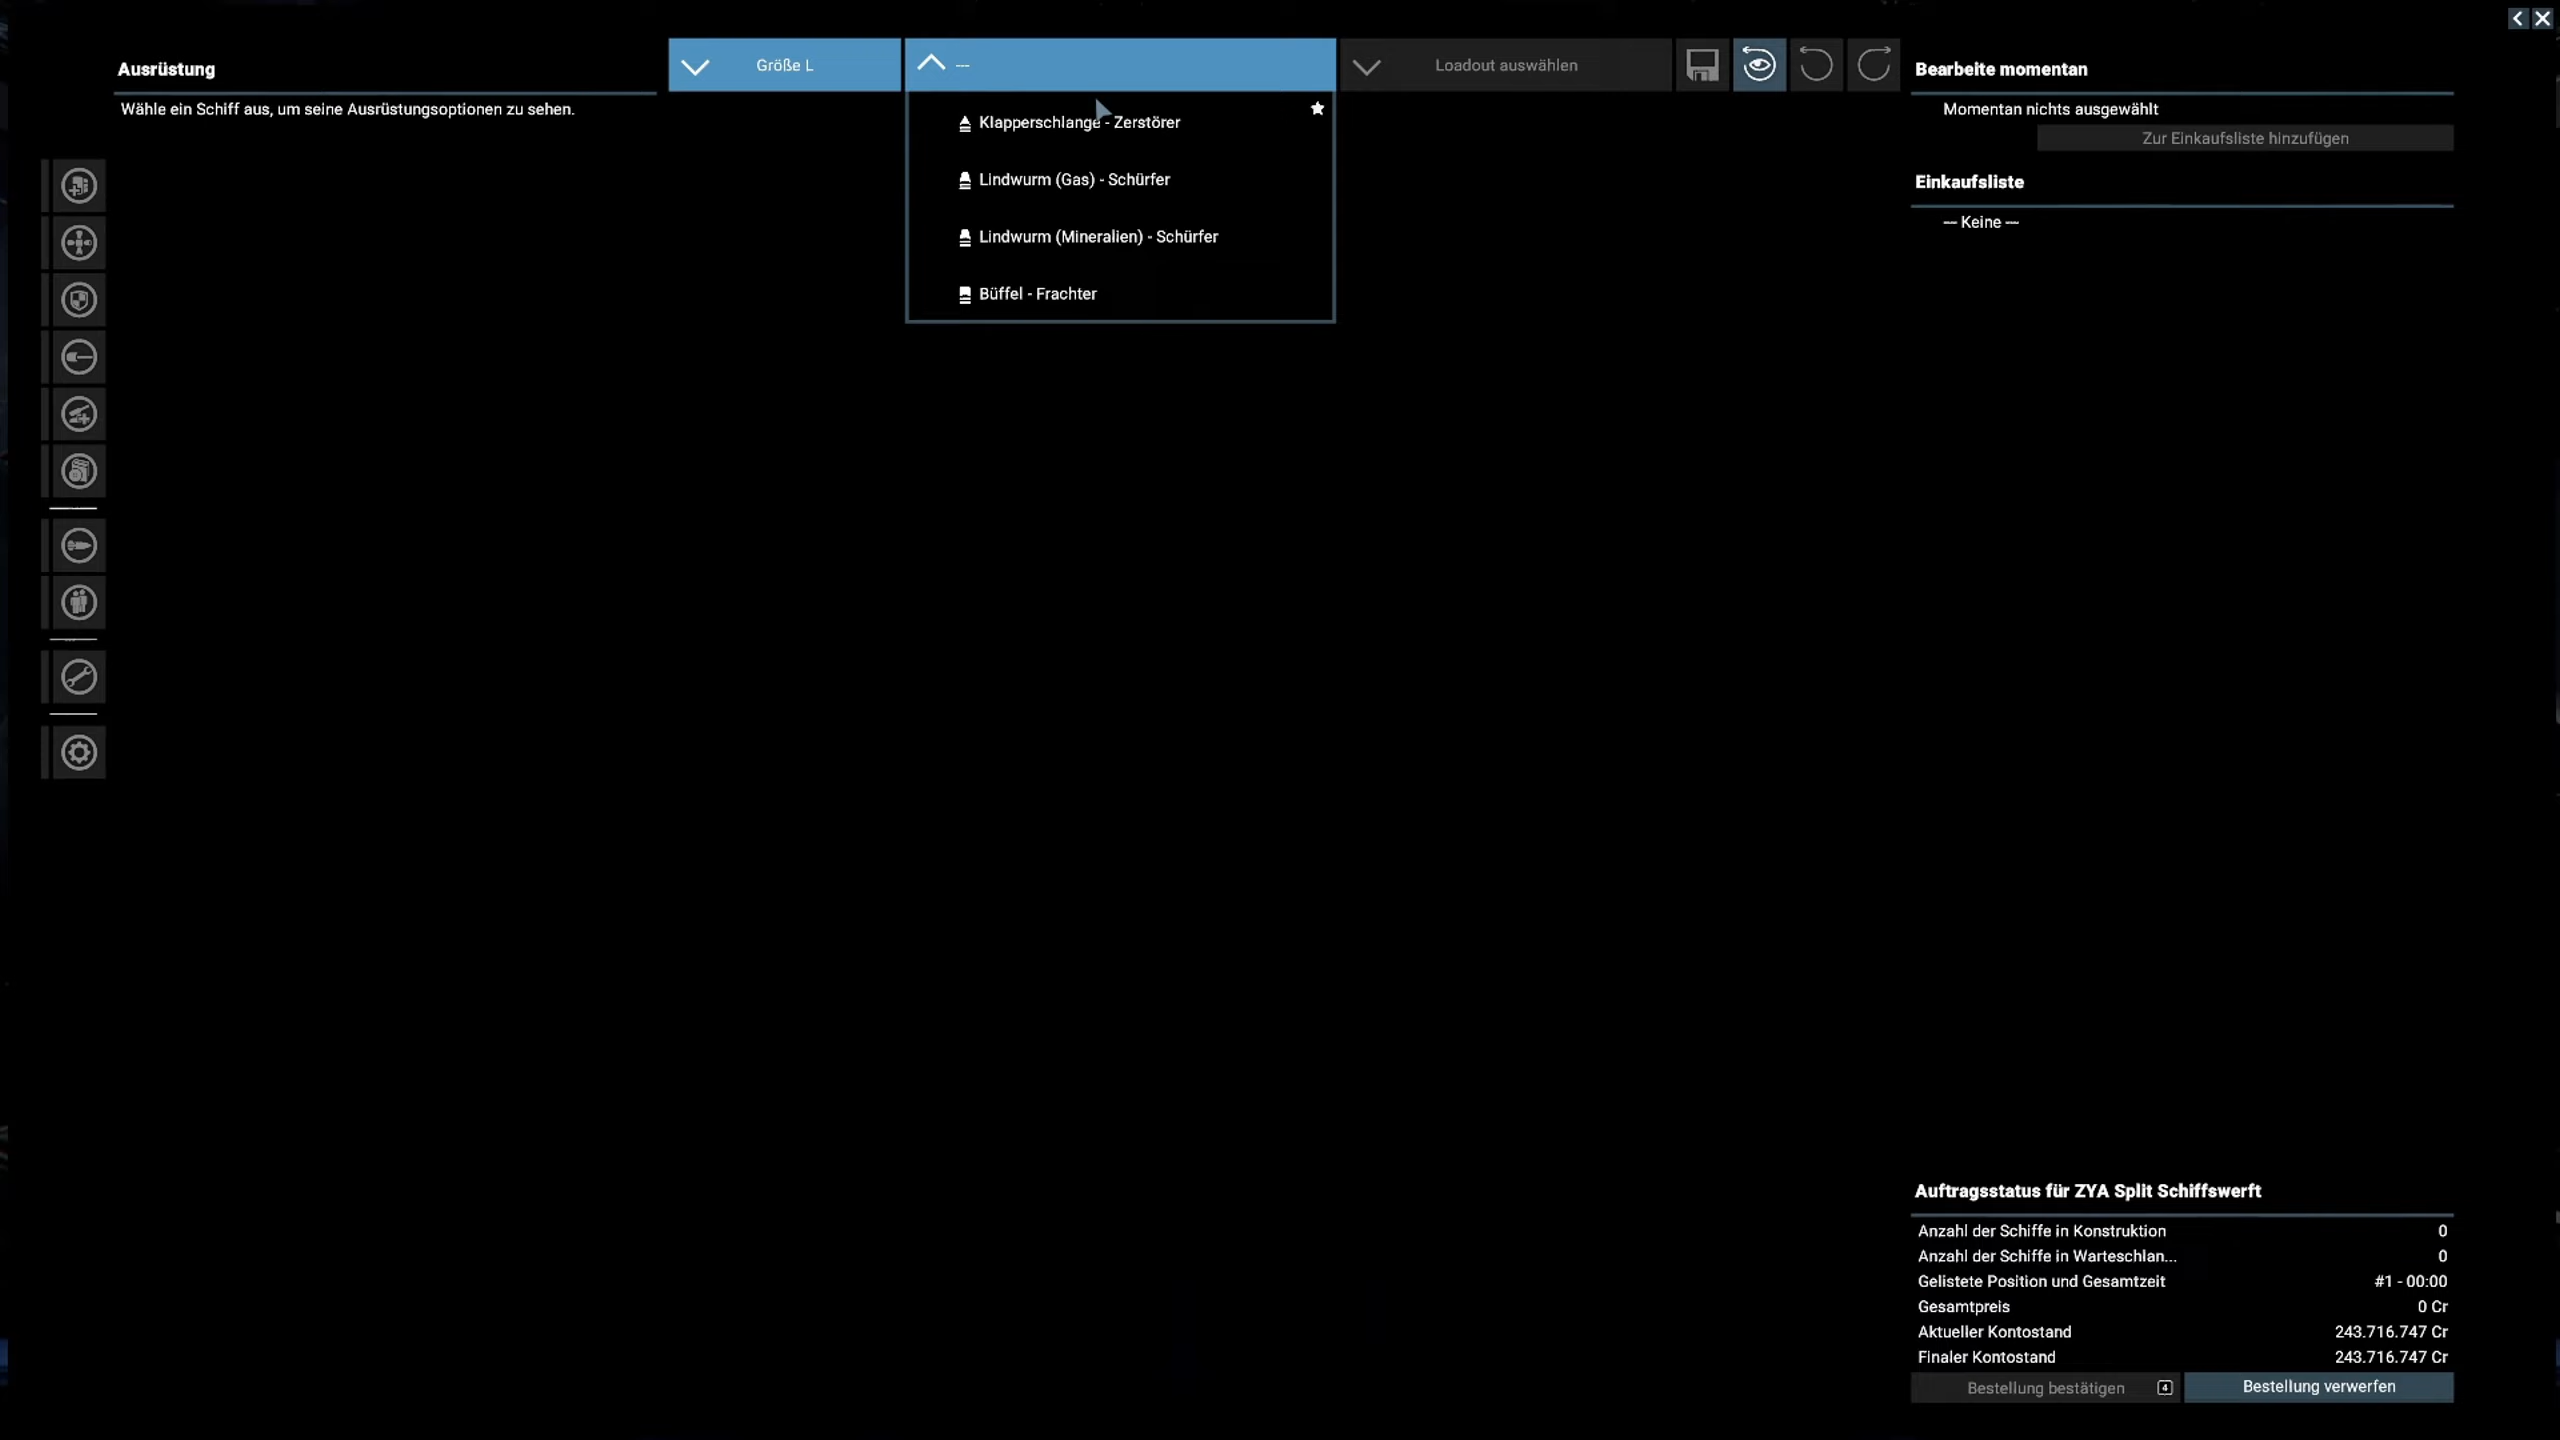 Ausrüstung
Wähle ein Schiff aus, um seine Ausrüstungsoptionen zu sehen.
Größe L
---
Klapperschlange - Zerstörer
Lindwurm (Gas) - Schürfer
Lindwurm (Mineralien) - Schürfer
Büffel - Frachter
Loadout auswählen
Bearbeite momentan
Momentan nichts ausgewählt
Zur Einkaufsliste hinzufügen
Einkaufsliste
--- Keine ---
Auftragsstatus für ZYA Split Schiffswerft
Anzahl der Schiffe in Konstruktion 0
Anzahl der Schiffe in Warteschlan... 0
Gelistete Position und Gesamtzeit #1 - 00:00
Gesamtpreis 0 Cr
Aktueller Kontostand 243.716.747 Cr
Finaler Kontostand 243.716.747 Cr
Bestellung bestätigen 4 Bestellung verwerfen